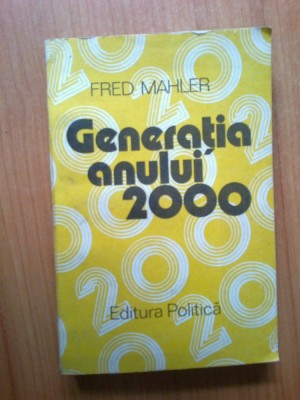 FRED MAHLER
Generația
anului
2000
Editura Politică